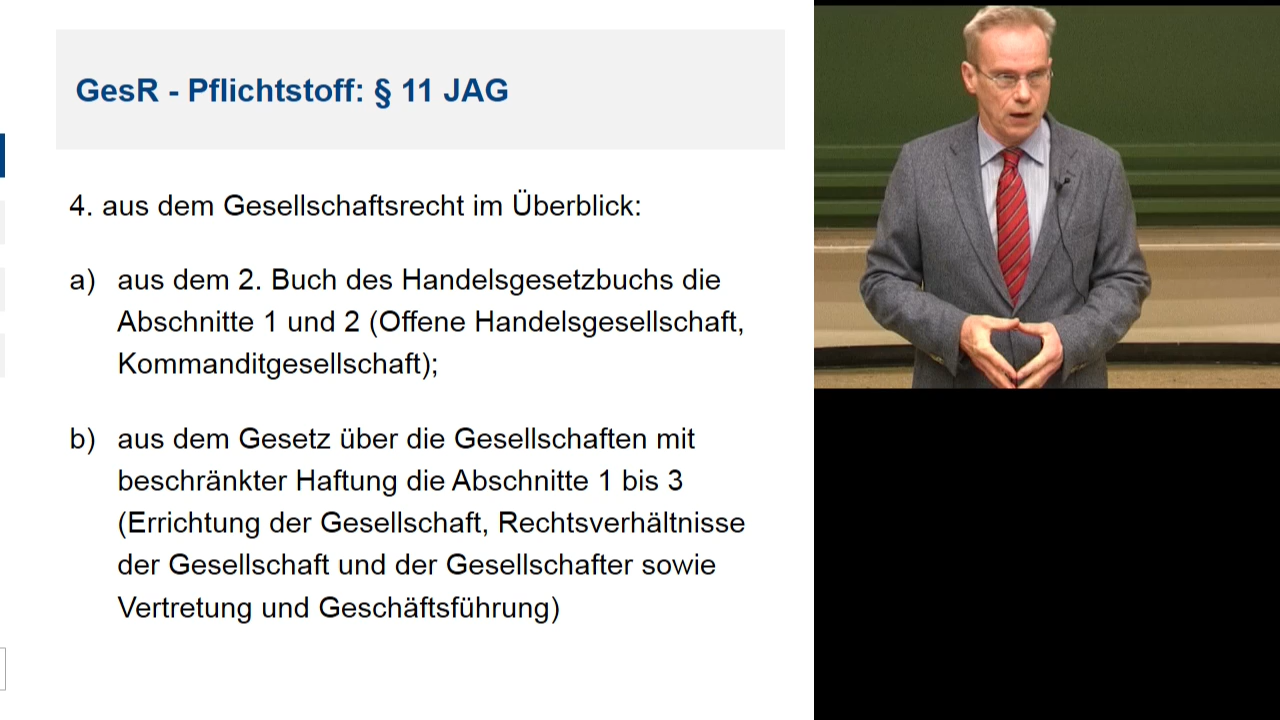 GesR - Pflichtstoff: § 11 JAG
4. aus dem Gesellschaftsrecht im Überblick:
a) aus dem 2. Buch des Handelsgesetzbuchs die
Abschnitte 1 und 2 (Offene Handelsgesellschaft,
Kommanditgesellschaft);
b) aus dem Gesetz über die Gesellschaften mit
beschränkter Haftung die Abschnitte 1 bis 3
(Errichtung der Gesellschaft, Rechtsverhältnisse
der Gesellschaft und der Gesellschafter sowie
Vertretung und Geschäftsführung)